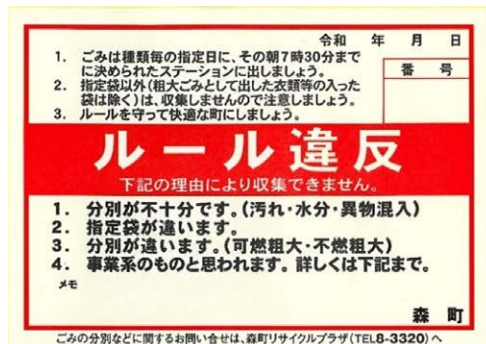 令和　年　月　日
番　号
1. ごみは種類毎の指定日に、その朝7時30分まで
に決められたステーションに出しましょう。
2. 指定袋以外(粗大ごみとして出した衣類等の入った
袋は除く)は、収集しませんので注意しましょう。
3. ルールを守って快適な町にしましょう。
ルール違反
下記の理由により収集できません。
1. 分別が不十分です。(汚れ・水分・異物混入)
2. 指定袋が違います。
3. 分別が違います。(可燃粗大・不燃粗大)
4. 事業系のものと思われます。詳しくは下記まで。
メモ
森　町
ごみの分別などに関するお問い合せは、森町リサイクルプラザ(TEL8-3320)へ